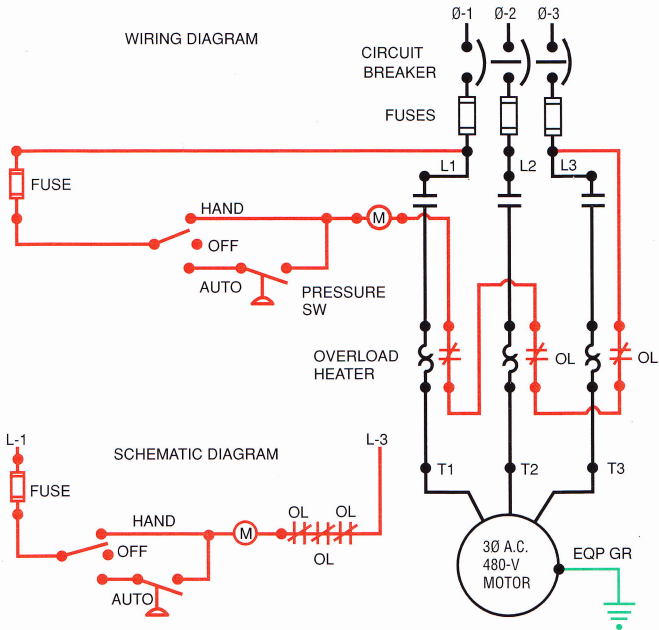 Ø-1 Ø-2 Ø-3
WIRING DIAGRAM
CIRCUIT
BREAKER
FUSES
L1 L2 L3
FUSE
HAND
M
OFF
AUTO
PRESSURE
SW
OVERLOAD
HEATER
OL
OL
L-1
SCHEMATIC DIAGRAM
L-3
T1 T2 T3
FUSE
HAND
OL OL
M
OFF
OL
AUTO
3Ø A.C.
480-V
MOTOR
EQP GR